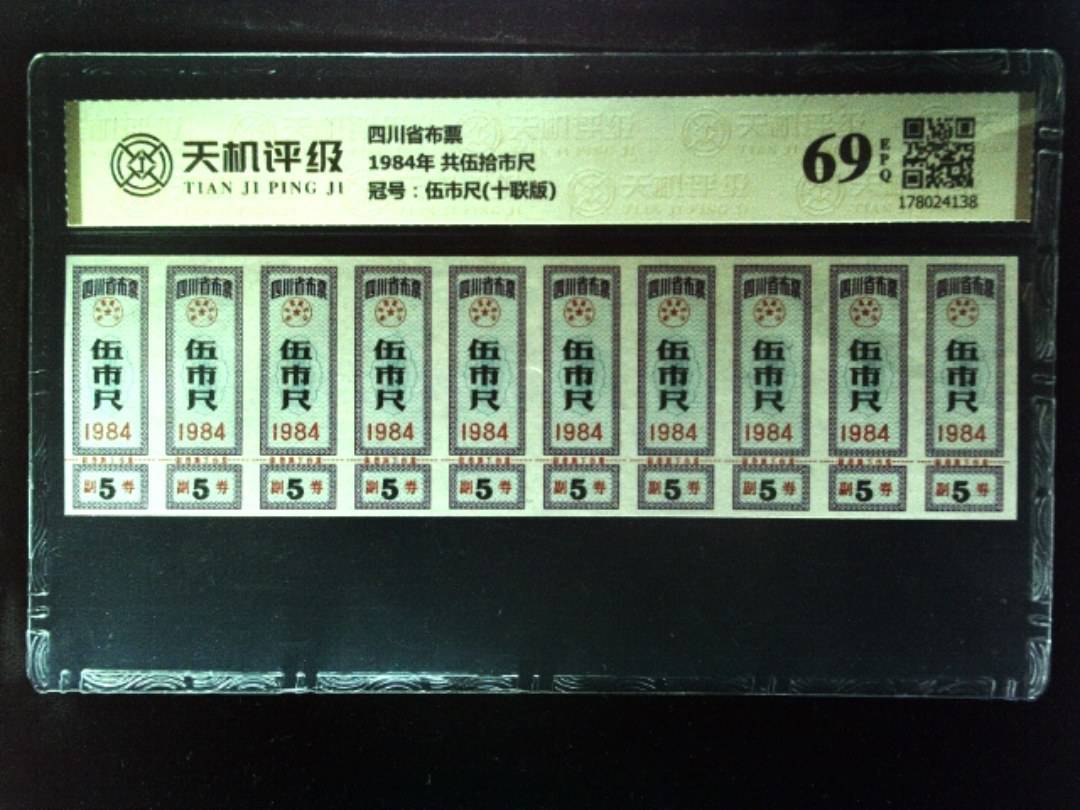 天机评级
TIAN JI PING JI
四川省布票
1984年 共伍拾市尺
冠号：伍市尺(十联版)
69
EPQ
178024138
四川省布票 四川省布票 四川省布票 四川省布票 四川省布票 四川省布票 四川省布票 四川省布票 四川省布票 四川省布票
伍市尺 伍市尺 伍市尺 伍市尺 伍市尺 伍市尺 伍市尺 伍市尺 伍市尺 伍市尺
1984 1984 1984 1984 1984 1984 1984 1984 1984 1984
副5券 副5券 副5券 副5券 副5券 副5券 副5券 副5券 副5券 副5券